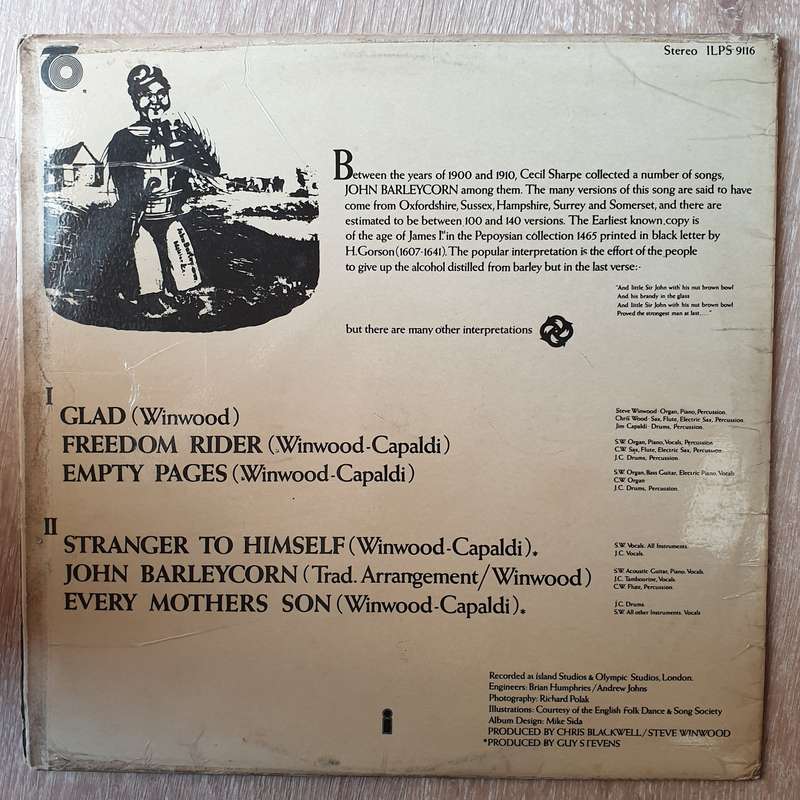 Stereo ILPS 9116
Between the years of 1900 and 1910, Cecil Sharpe collected a number of songs,
JOHN BARLEYCORN among them. The many versions of this song are said to have
come from Oxfordshire, Sussex, Hampshire, Surrey and Somerset, and there are
estimated to be between 100 and 140 versions. The Earliest known copy is
of the age of James I" in the Pepoysian collection 1465 printed in black letter by
H.Gorson (1607-1641). The popular interpretation is the effort of the people
to give up the alcohol distilled from barley but in the last verse:-
"And little Sir John with his nut brown bowl
And his brandy in the glass
And little Sir John with his nut brown bowl
Proved the strongest man at last....."
but there are many other interpretations
I
GLAD (Winwood)
Steve Winwood - Organ, Piano, Percussion.
Chris Wood - Sax, Flute, Electric Sax, Percussion.
Jim Capaldi - Drums, Percussion.
FREEDOM RIDER (Winwood-Capaldi)
S.W. Organ, Piano, Vocals, Percussion
C.W. Sax, Flute, Electric Sax, Percussion.
J.C. Drums, Percussion.
EMPTY PAGES (Winwood-Capaldi)
S.W. Organ, Bass Guitar, Electric Piano, Vocals
C.W. Organ
J.C. Drums, Percussion.
II
STRANGER TO HIMSELF (Winwood-Capaldi).*
S.W. Vocals. All Instruments.
J.C. Vocals.
JOHN BARLEYCORN (Trad. Arrangement/Winwood)
S.W. Acoustic Guitar, Piano, Vocals.
J.C. Tambourine, Vocals.
C.W. Flute, Percussion.
EVERY MOTHERS SON (Winwood-Capaldi).*
J.C. Drums.
S.W. All other Instruments. Vocals
Recorded at island Studios & Olympic Studios, London.
Engineers: Brian Humphries/Andrew Johns
Photography: Richard Polak
Illustrations: Courtesy of the English Folk Dance & Song Society
Album Design: Mike Sida
PRODUCED BY CHRIS BLACKWELL/STEVE WINWOOD
*PRODUCED BY GUY STEVENS
i